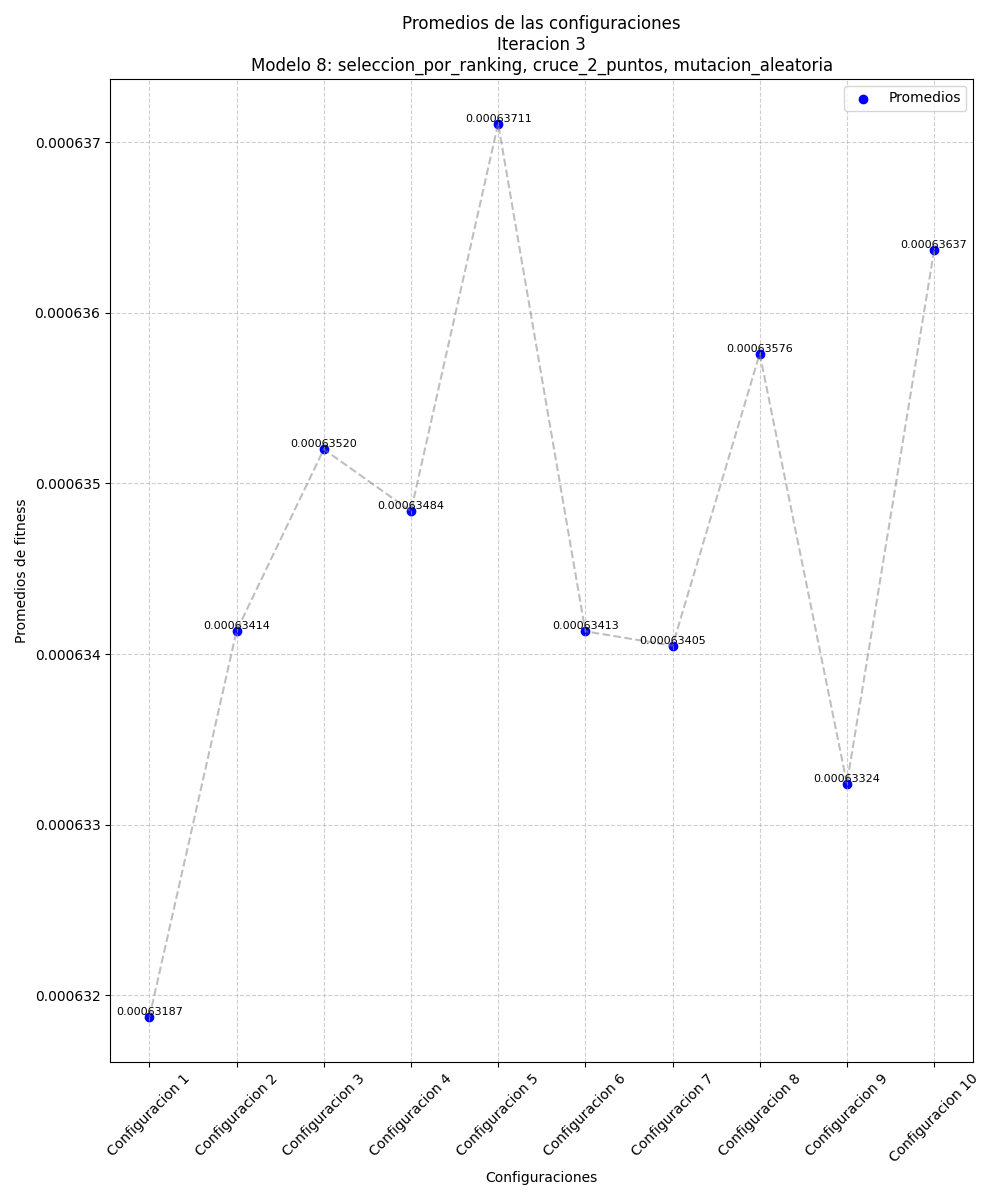 Promedios de las configuraciones
Iteracion 3
Modelo 8: seleccion_por_ranking, cruce_2_puntos, mutacion_aleatoria
Promedios
0.00063711
0.000637
0.00063637
0.000636
0.00063576
0.00063520
0.000635
0.00063484
Promedios de fitness
0.00063414
0.00063413
0.00063405
0.000634
0.00063324
0.000633
0.000632
0.00063187
Configuracion 1
Configuracion 2
Configuracion 3
Configuracion 4
Configuracion 5
Configuracion 6
Configuracion 7
Configuracion 8
Configuracion 9
Configuracion 10
Configuraciones